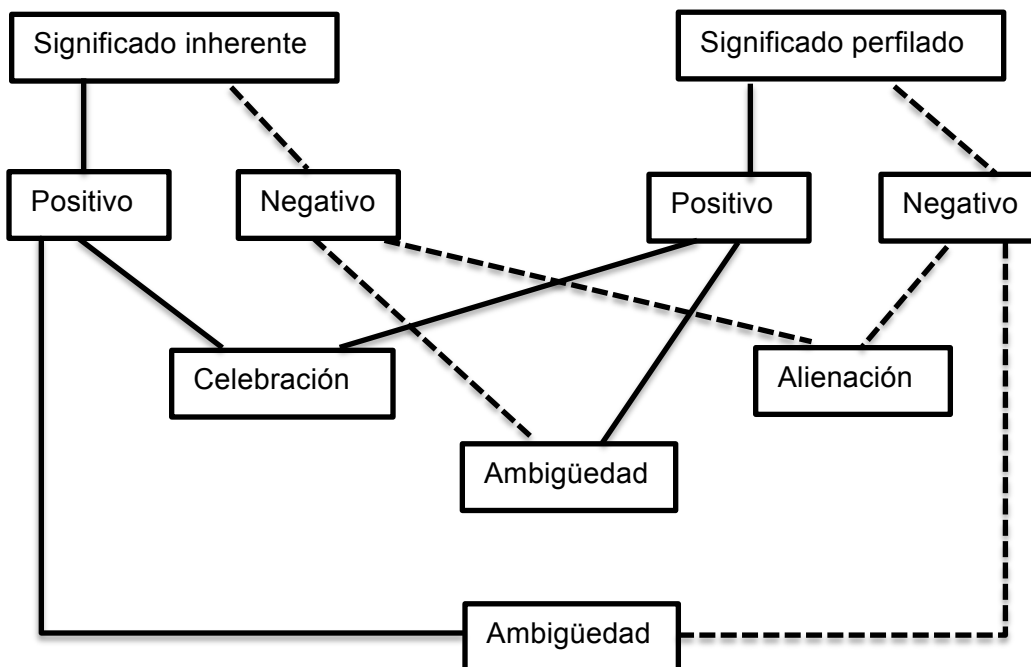 Significado inherente
Significado perfilado
Positivo
Negativo
Positivo
Negativo
Celebración
Alienación
Ambigüedad
Ambigüedad